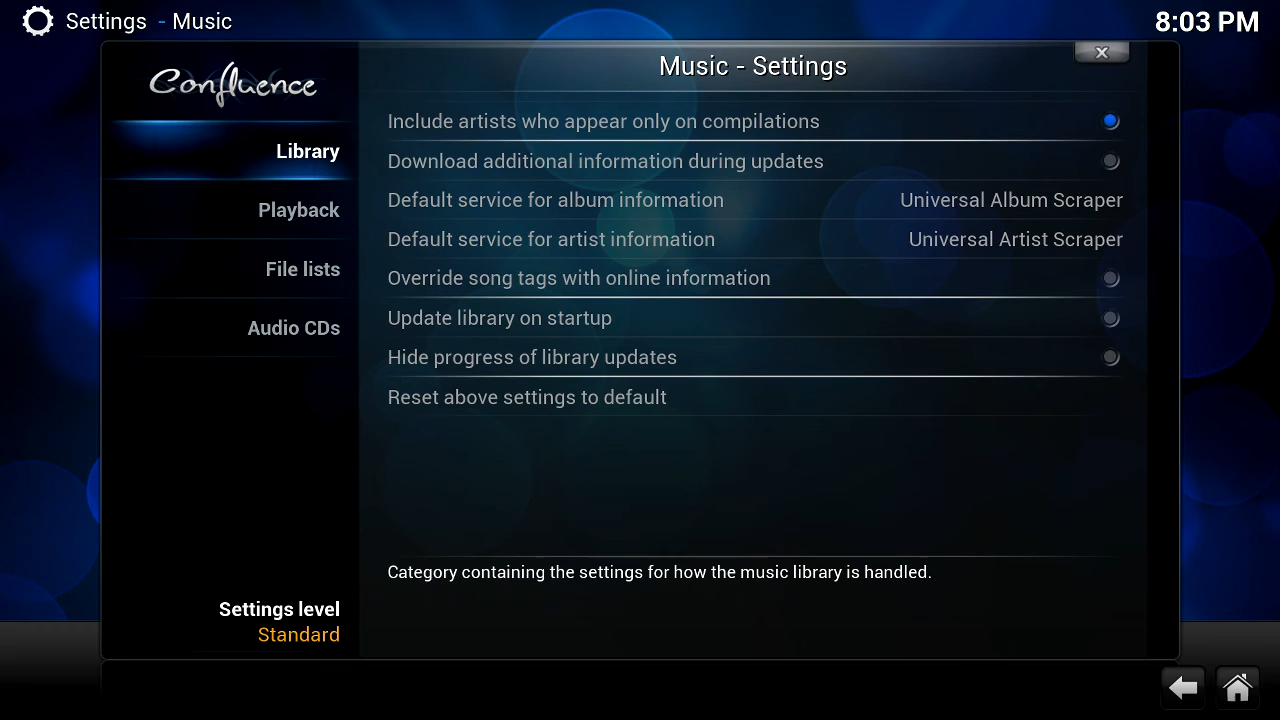 Settings - Music
8:03 PM
Confluence
Music - Settings
Library
Playback
File lists
Audio CDs
Include artists who appear only on compilations
Download additional information during updates
Default service for album information Universal Album Scraper
Default service for artist information Universal Artist Scraper
Override song tags with online information
Update library on startup
Hide progress of library updates
Reset above settings to default
Category containing the settings for how the music library is handled.
Settings level
Standard